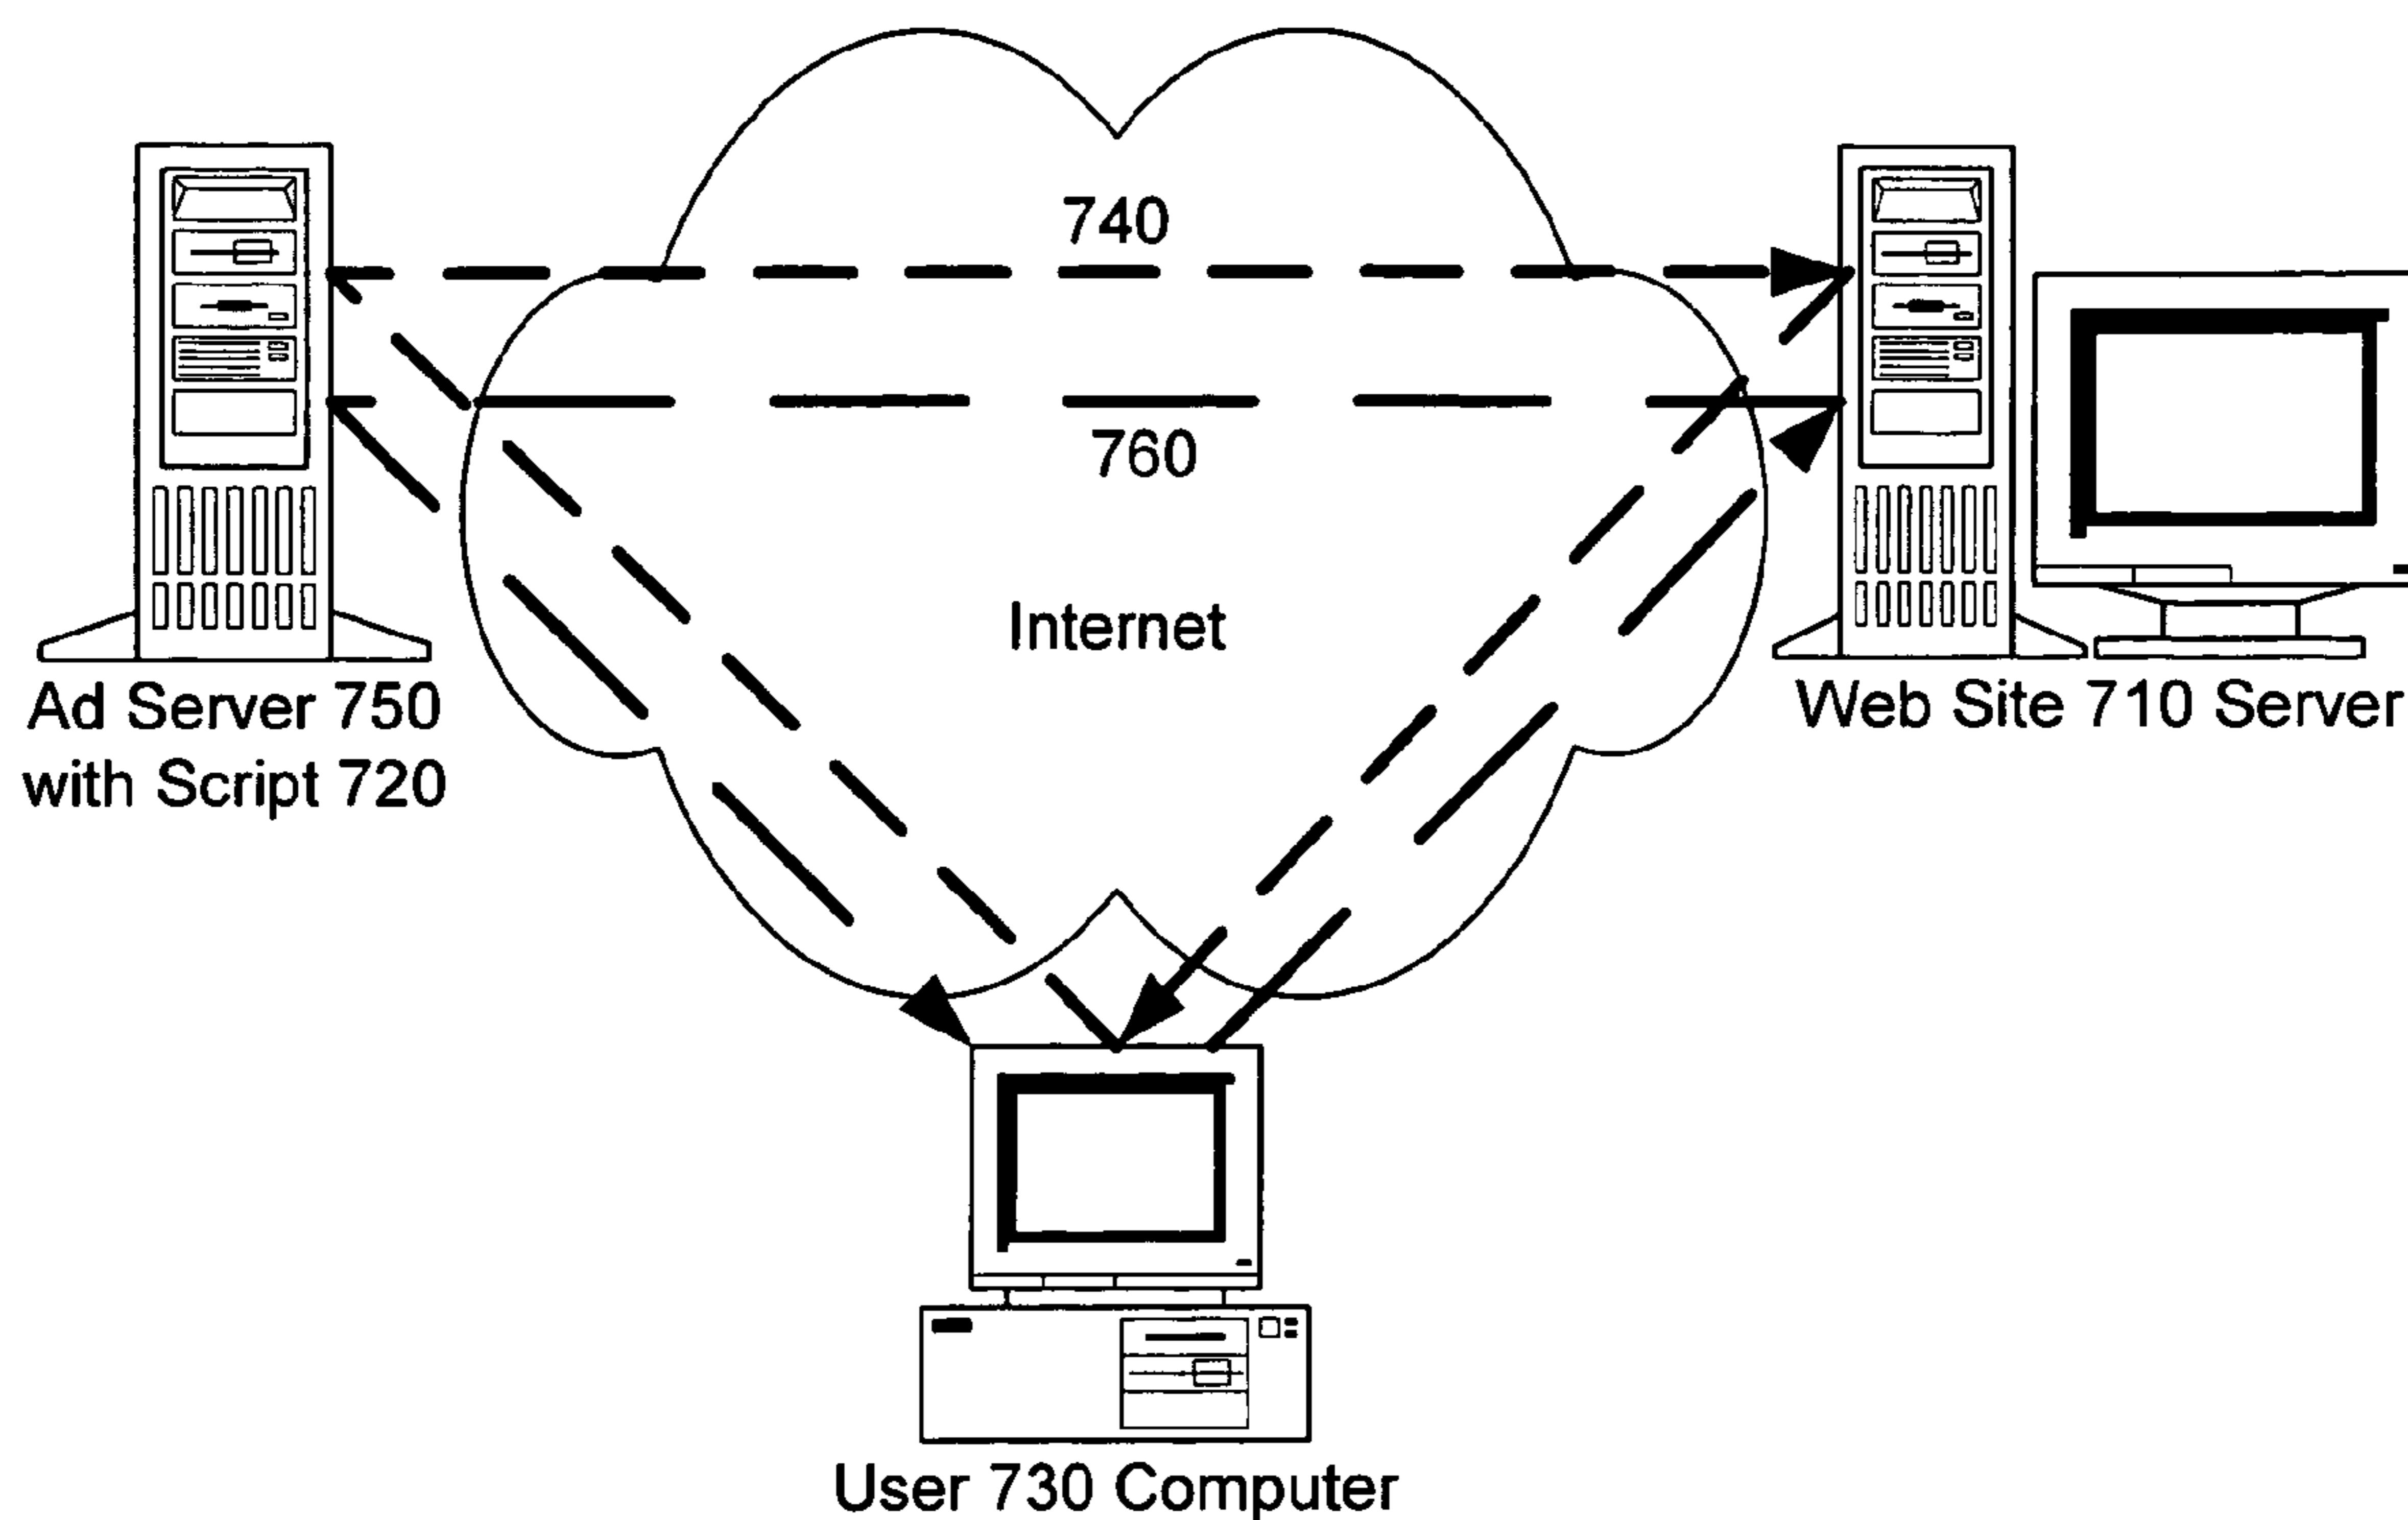 740
760
Internet
Ad Server 750
with Script 720
Web Site 710 Server
User 730 Computer